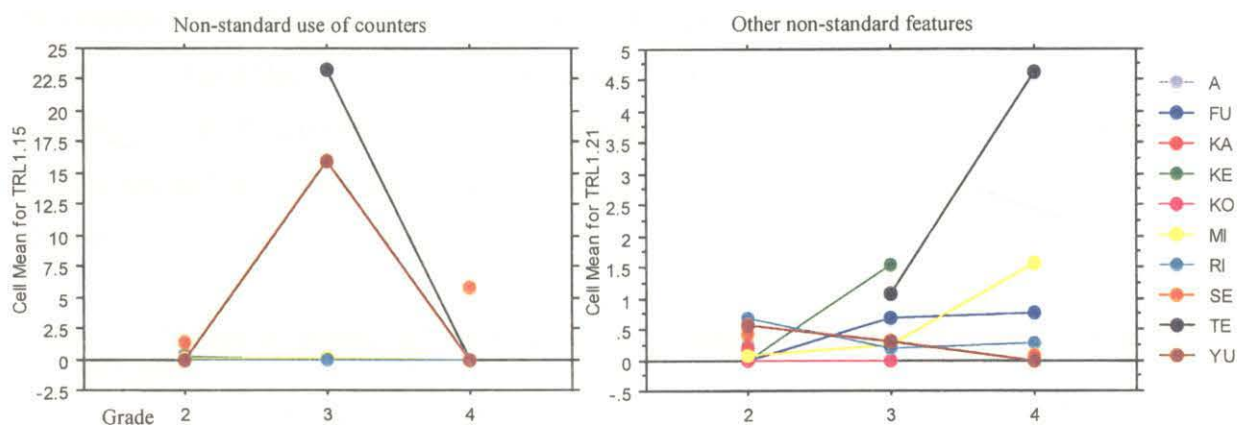 Non-standard use of counters
25
22.5
20
17.5
15
12.5
10
7.5
5
2.5
0
-2.5
Cell Mean for TRL1.15
Grade
2
3
4
Other non-standard features
5
4.5
4
3.5
3
2.5
2
1.5
1
.5
0
-.5
Cell Mean for TRL1.21
2
3
4
A
FU
KA
KE
KO
MI
RI
SE
TE
YU